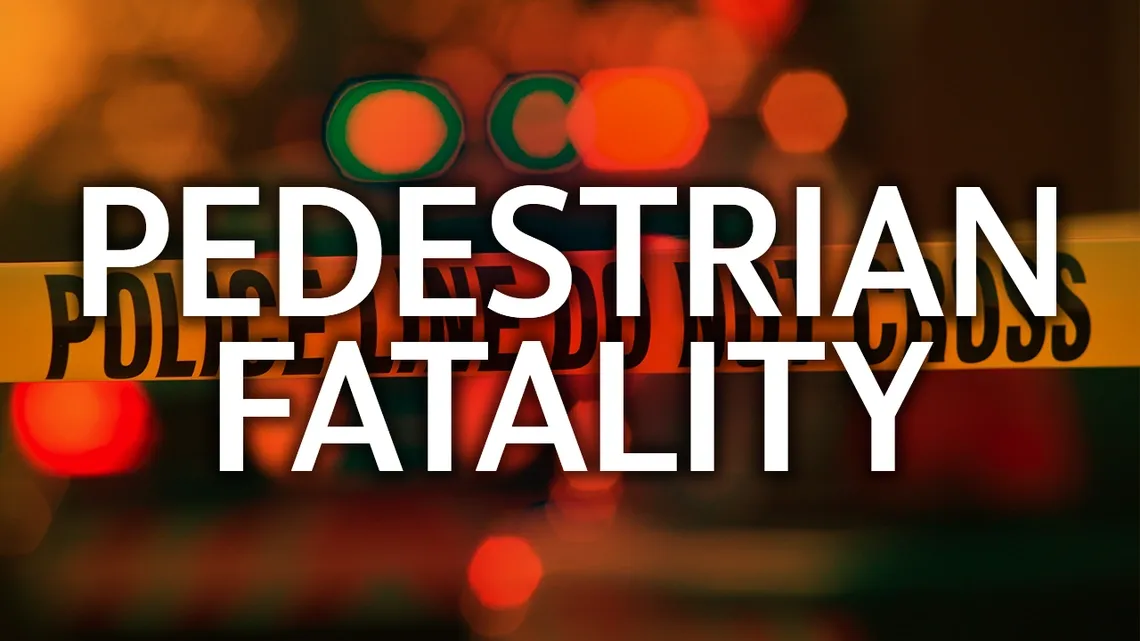 PEDESTRIAN
POLICE LINE DO NOT CROSS
FATALITY